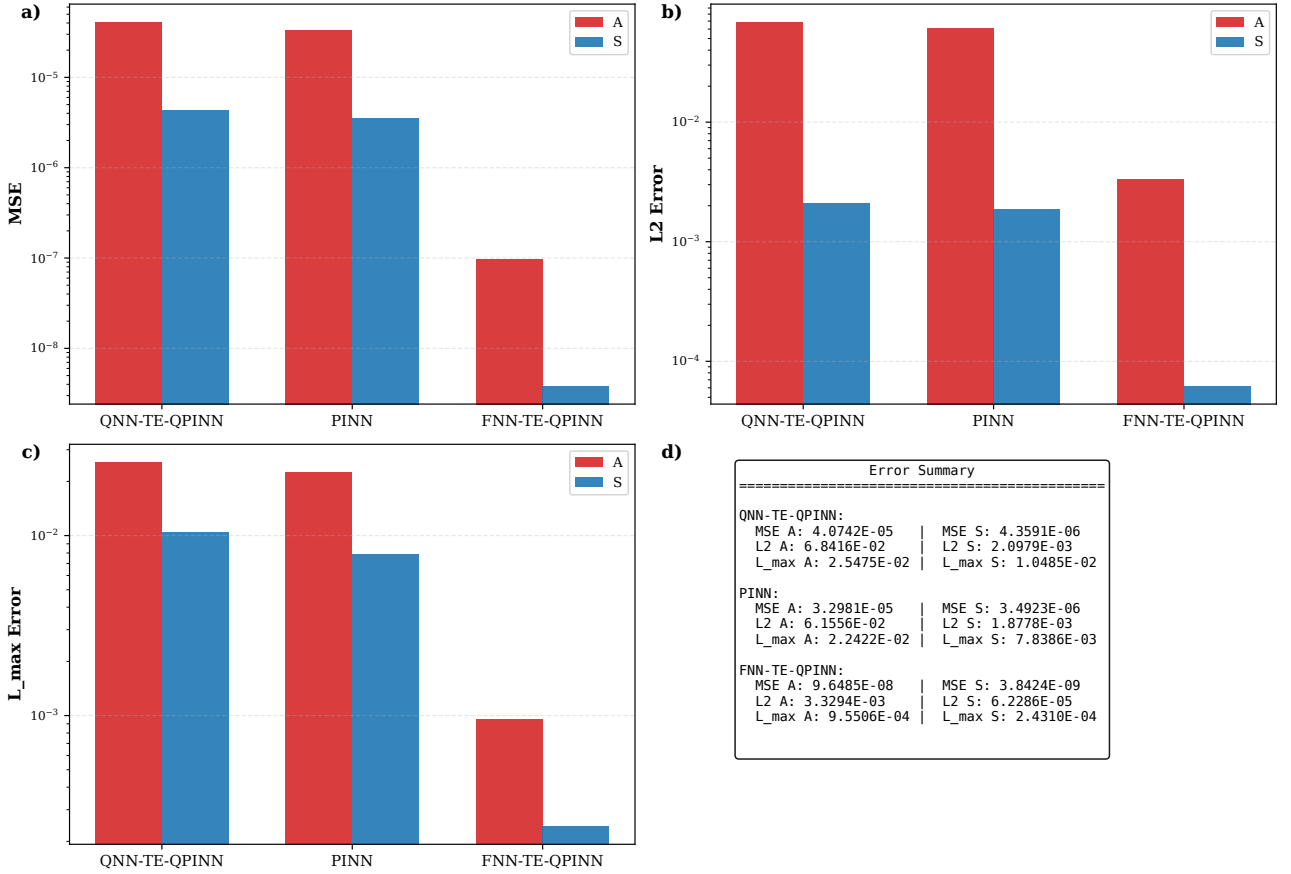 a)
A
S
10^-5
10^-6
10^-7
10^-8
MSE
QNN-TE-QPINN PINN FNN-TE-QPINN
b)
A
S
10^-2
10^-3
10^-4
L2 Error
QNN-TE-QPINN PINN FNN-TE-QPINN
c)
A
S
10^-2
10^-3
L_max Error
QNN-TE-QPINN PINN FNN-TE-QPINN
d)
Error Summary
=============================================
QNN-TE-QPINN:
MSE A: 4.0742E-05 | MSE S: 4.3591E-06
L2 A: 6.8416E-02 | L2 S: 2.0979E-03
L_max A: 2.5475E-02 | L_max S: 1.0485E-02
PINN:
MSE A: 3.2981E-05 | MSE S: 3.4923E-06
L2 A: 6.1556E-02 | L2 S: 1.8778E-03
L_max A: 2.2422E-02 | L_max S: 7.8386E-03
FNN-TE-QPINN:
MSE A: 9.6485E-08 | MSE S: 3.8424E-09
L2 A: 3.3294E-03 | L2 S: 6.2286E-05
L_max A: 9.5506E-04 | L_max S: 2.4310E-04